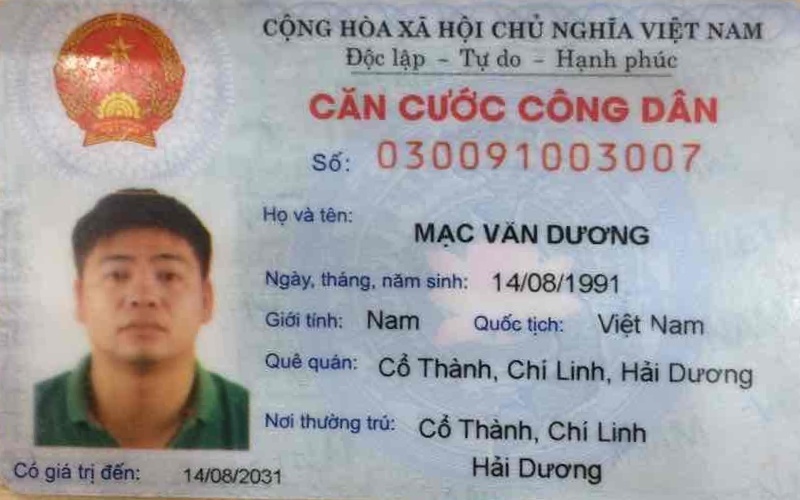 CỘNG HÒA XÃ HỘI CHỦ NGHĨA VIỆT NAM
Độc lập - Tự do - Hạnh phúc
CĂN CƯỚC CÔNG DÂN
Số: 030091003007
Họ và tên: MẠC VĂN DƯƠNG
Ngày, tháng, năm sinh: 14/08/1991
Giới tính: Nam Quốc tịch: Việt Nam
Quê quán: Cổ Thành, Chí Linh, Hải Dương
Nơi thường trú: Cổ Thành, Chí Linh
Hải Dương
Có giá trị đến: 14/08/2031